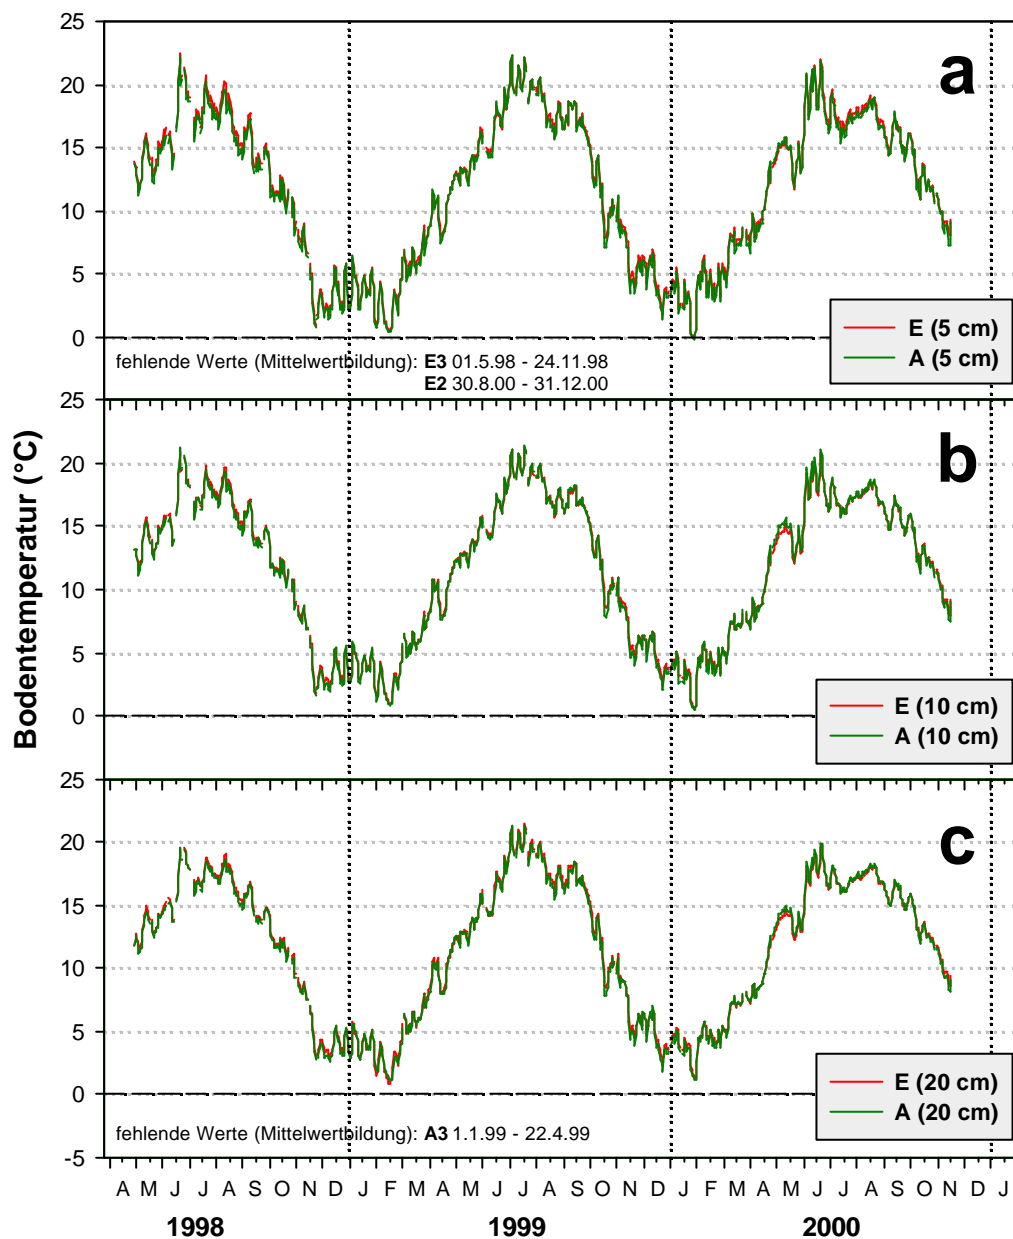 25
a
20
15
10
5
0
E (5 cm)
A (5 cm)
fehlende Werte (Mittelwertbildung): E3 01.5.98 - 24.11.98
E2 30.8.00 - 31.12.00
Bodentemperatur (°C)
25
b
20
15
10
5
0
E (10 cm)
A (10 cm)
25
c
20
15
10
5
0
E (20 cm)
A (20 cm)
fehlende Werte (Mittelwertbildung): A3 1.1.99 - 22.4.99
-5
A M J J A S O N D J F M A M J J A S O N D J F M A M J J A S O N D J
1998 1999 2000